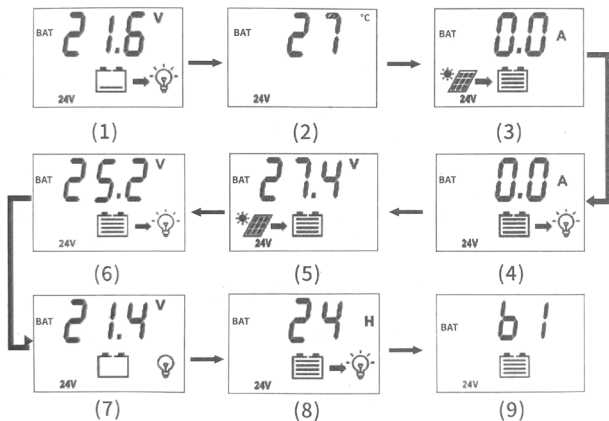 BAT 21.6 V
24V
(1)
BAT 27 °C
24V
(2)
BAT 0.0 A
24V
(3)
BAT 0.0 A
24V
(4)
BAT 27.4 V
24V
(5)
BAT 25.2 V
24V
(6)
BAT 21.4 V
24V
(7)
BAT 24 H
24V
(8)
BAT b1
24V
(9)